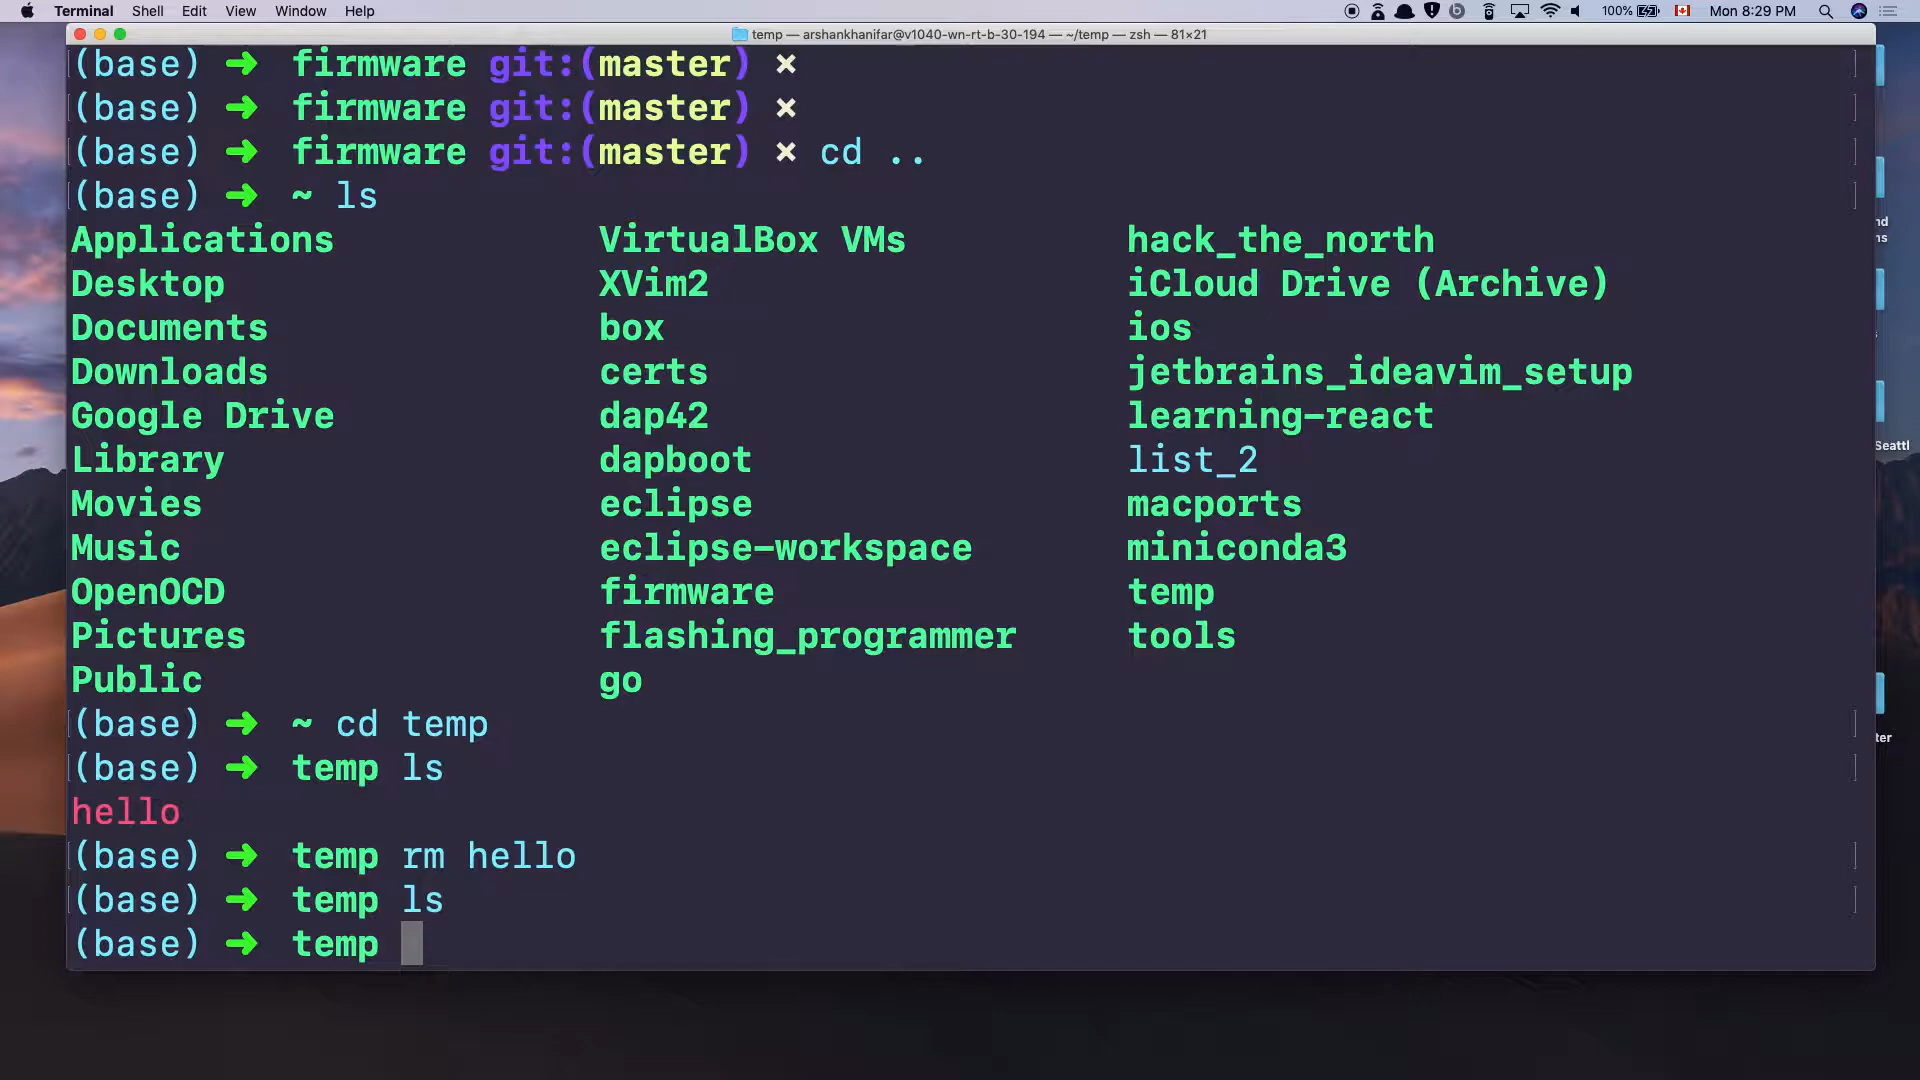 Terminal Shell Edit View Window Help 100% Mon 8:29 PM
temp — arshankhanifar@v1040-wn-rt-b-30-194 — ~/temp — zsh — 81×21
(base) ➜ firmware git:(master) ×
(base) ➜ firmware git:(master) ×
(base) ➜ firmware git:(master) × cd ..
(base) ➜ ~ ls
Applications VirtualBox VMs hack_the_north
Desktop XVim2 iCloud Drive (Archive)
Documents box ios
Downloads certs jetbrains_ideavim_setup
Google Drive dap42 learning-react
Library dapboot list_2
Movies eclipse macports
Music eclipse-workspace miniconda3
OpenOCD firmware temp
Pictures flashing_programmer tools
Public go
(base) ➜ ~ cd temp
(base) ➜ temp ls
hello
(base) ➜ temp rm hello
(base) ➜ temp ls
(base) ➜ temp